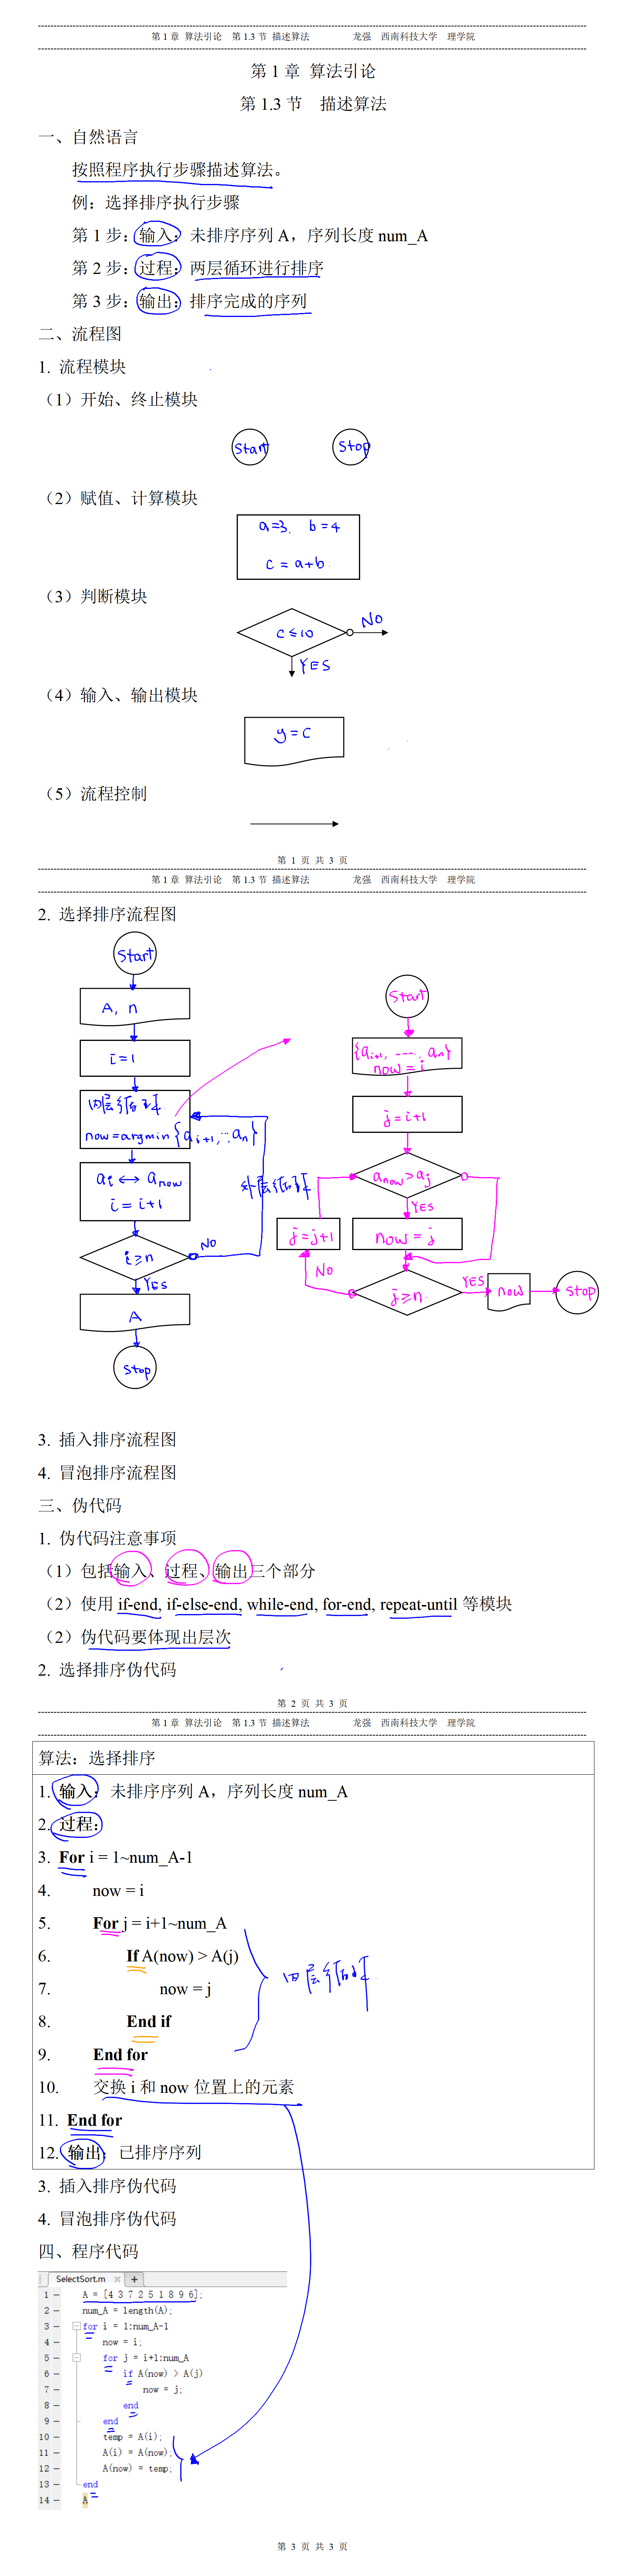 第 1 章 算法引论 第 1.3 节 描述算法 龙强 西南科技大学 理学院
第 1 章 算法引论
第 1.3 节 描述算法
一、自然语言
按照程序执行步骤描述算法。
例：选择排序执行步骤
第 1 步：输入：未排序序列 A，序列长度 num_A
第 2 步：过程：两层循环进行排序
第 3 步：输出：排序完成的序列
二、流程图
1. 流程模块
（1）开始、终止模块
Start Stop
（2）赋值、计算模块
a=3. b=4
c = a+b
（3）判断模块
c≤10 NO
YES
（4）输入、输出模块
y=c
（5）流程控制
第 1 页 共 3 页
第 1 章 算法引论 第 1.3 节 描述算法 龙强 西南科技大学 理学院
2. 选择排序流程图
Start
A, n
i=1
内层循环
now=argmin{ai+1,…,an}
ai ↔ anow
i = i+1
外层循环
i≥n NO
YES
A
Stop
Start
{ai+1, ----, an}
now = i
j=i+1
anow>aj
YES
j=j+1
now = j
NO
j≥n
YES
now
Stop
3. 插入排序流程图
4. 冒泡排序流程图
三、伪代码
1. 伪代码注意事项
（1）包括输入、过程、输出三个部分
（2）使用 if-end, if-else-end, while-end, for-end, repeat-until 等模块
（2）伪代码要体现出层次
2. 选择排序伪代码
第 2 页 共 3 页
第 1 章 算法引论 第 1.3 节 描述算法 龙强 西南科技大学 理学院
算法：选择排序
1. 输入：未排序序列 A，序列长度 num_A
2. 过程：
3. For i = 1~num_A-1
4. now = i
5. For j = i+1~num_A
6. If A(now) > A(j)
7. now = j
内层循环
8. End if
9. End for
10. 交换 i 和 now 位置上的元素
11. End for
12. 输出：已排序序列
3. 插入排序伪代码
4. 冒泡排序伪代码
四、程序代码
SelectSort.m × +
1 - A = [4 3 7 2 5 1 8 9 6];
2 - num_A = length(A);
3 - for i = 1:num_A-1
4 - now = i;
5 - for j = i+1:num_A
6 - if A(now) > A(j)
7 - now = j;
8 - end
9 - end
10 - temp = A(i);
11 - A(i) = A(now);
12 - A(now) = temp;
13 - end
14 - A
第 3 页 共 3 页